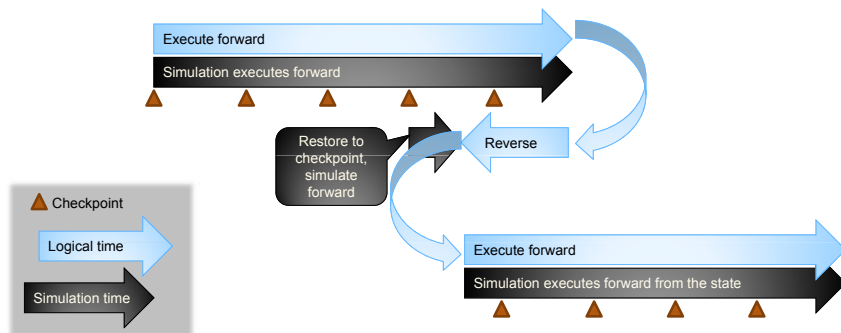 Execute forward
Simulation executes forward
Restore to
checkpoint,
simulate
forward
Reverse
Checkpoint
Logical time
Simulation time
Execute forward
Simulation executes forward from the state